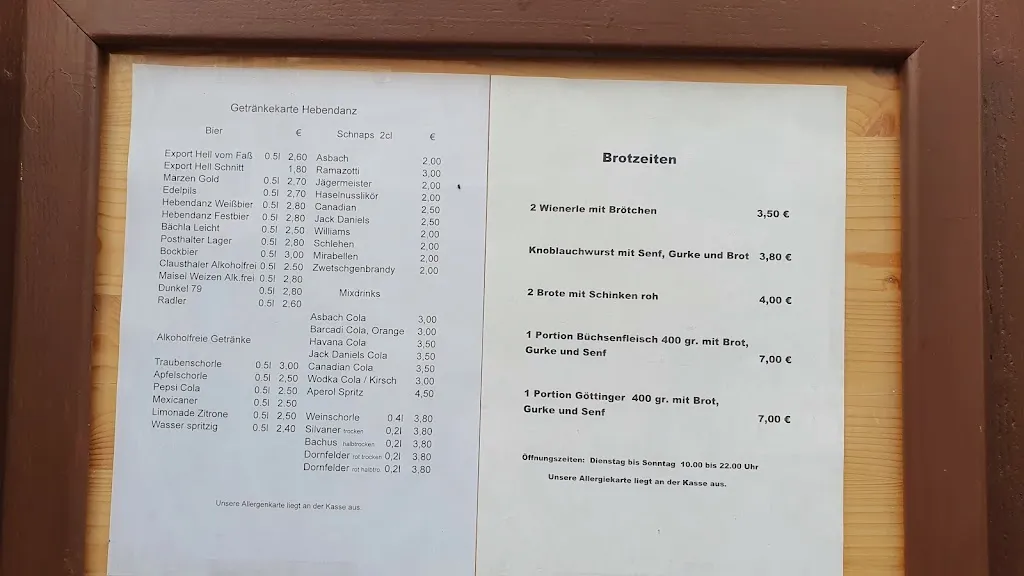 Getränkekarte Hebendanz
Bier €
Export Hell vom Faß 0.5l 2,60
Export Hell Schnitt 1,80
Marzen Gold 0.5l 2,70
Edelpils 0.5l 2,70
Hebendanz Weißbier 0.5l 2,80
Hebendanz Festbier 0.5l 2,80
Bächla Leicht 0.5l 2,50
Posthalter Lager 0.5l 2,80
Bockbier 0.5l 3,00
Clausthaler Alkoholfrei 0.5l 2.50
Maisel Weizen Alk.frei 0.5l 2,80
Dunkel 79 0.5l 2,80
Radler 0.5l 2,60
Alkoholfreie Getränke
Traubenschorle 0.5l 3,00
Apfelschorle 0.5l 2,50
Pepsi Cola 0.5l 2.50
Mexicaner 0.5l 2.50
Limonade Zitrone 0.5l 2,50
Wasser spritzig 0.5l 2,40
Schnaps 2cl €
Asbach 2,00
Ramazotti 3,00
Jägermeister 2,00
Haselnusslikör 2,00
Canadian 2,50
Jack Daniels 2,50
Williams 2,00
Schlehen 2,00
Mirabellen 2,00
Zwetschgenbrandy 2,00
Mixdrinks
Asbach Cola 3,00
Barcadi Cola, Orange 3,00
Havana Cola 3,50
Jack Daniels Cola 3,50
Canadian Cola 3,50
Wodka Cola / Kirsch 3,00
Aperol Spritz 4,50
Weinschorle 0.4l 3,80
Silvaner trocken 0,2l 3,80
Bachus halbtrocken 0,2l 3,80
Dornfelder rot trocken 0,2l 3,80
Dornfelder rot halbtro. 0,2l 3,80
Unsere Allergenkarte liegt an der Kasse aus.
Brotzeiten
2 Wienerle mit Brötchen 3,50 €
Knoblauchwurst mit Senf, Gurke und Brot 3,80 €
2 Brote mit Schinken roh 4,00 €
1 Portion Büchsenfleisch 400 gr. mit Brot,
Gurke und Senf 7,00 €
1 Portion Göttinger 400 gr. mit Brot,
Gurke und Senf 7,00 €
Öffnungszeiten: Dienstag bis Sonntag 10.00 bis 22.00 Uhr
Unsere Allergiekarte liegt an der Kasse aus.